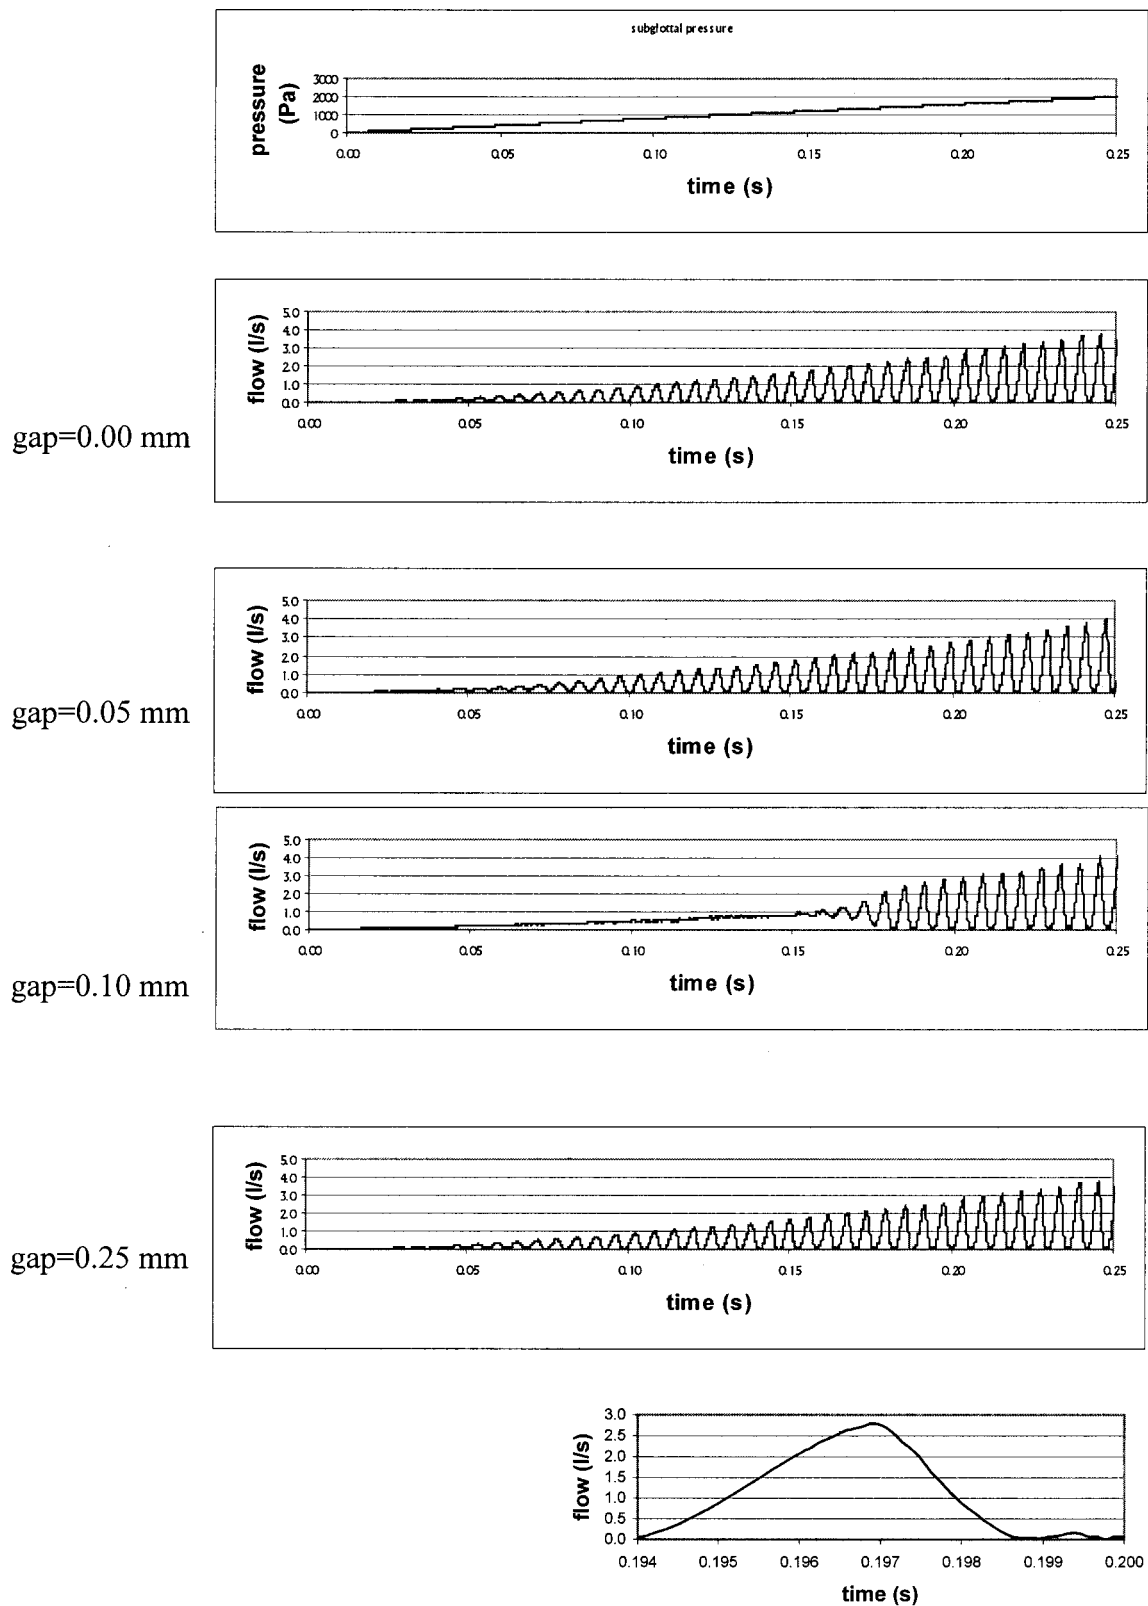 subglottal pressure
pressure (Pa)
3000
2000
1000
0
0.00 0.05 0.10 0.15 0.20 0.25
time (s)
flow (l/s)
5.0
4.0
3.0
2.0
1.0
0.0
0.00 0.05 0.10 0.15 0.20 0.25
gap=0.00 mm
time (s)
flow (l/s)
5.0
4.0
3.0
2.0
1.0
0.0
0.00 0.05 0.10 0.15 0.20 0.25
gap=0.05 mm
time (s)
flow (l/s)
5.0
4.0
3.0
2.0
1.0
0.0
0.00 0.05 0.10 0.15 0.20 0.25
gap=0.10 mm
time (s)
flow (l/s)
5.0
4.0
3.0
2.0
1.0
0.0
0.00 0.05 0.10 0.15 0.20 0.25
gap=0.25 mm
time (s)
flow (l/s)
3.0
2.5
2.0
1.5
1.0
0.5
0.0
0.194 0.195 0.196 0.197 0.198 0.199 0.200
time (s)